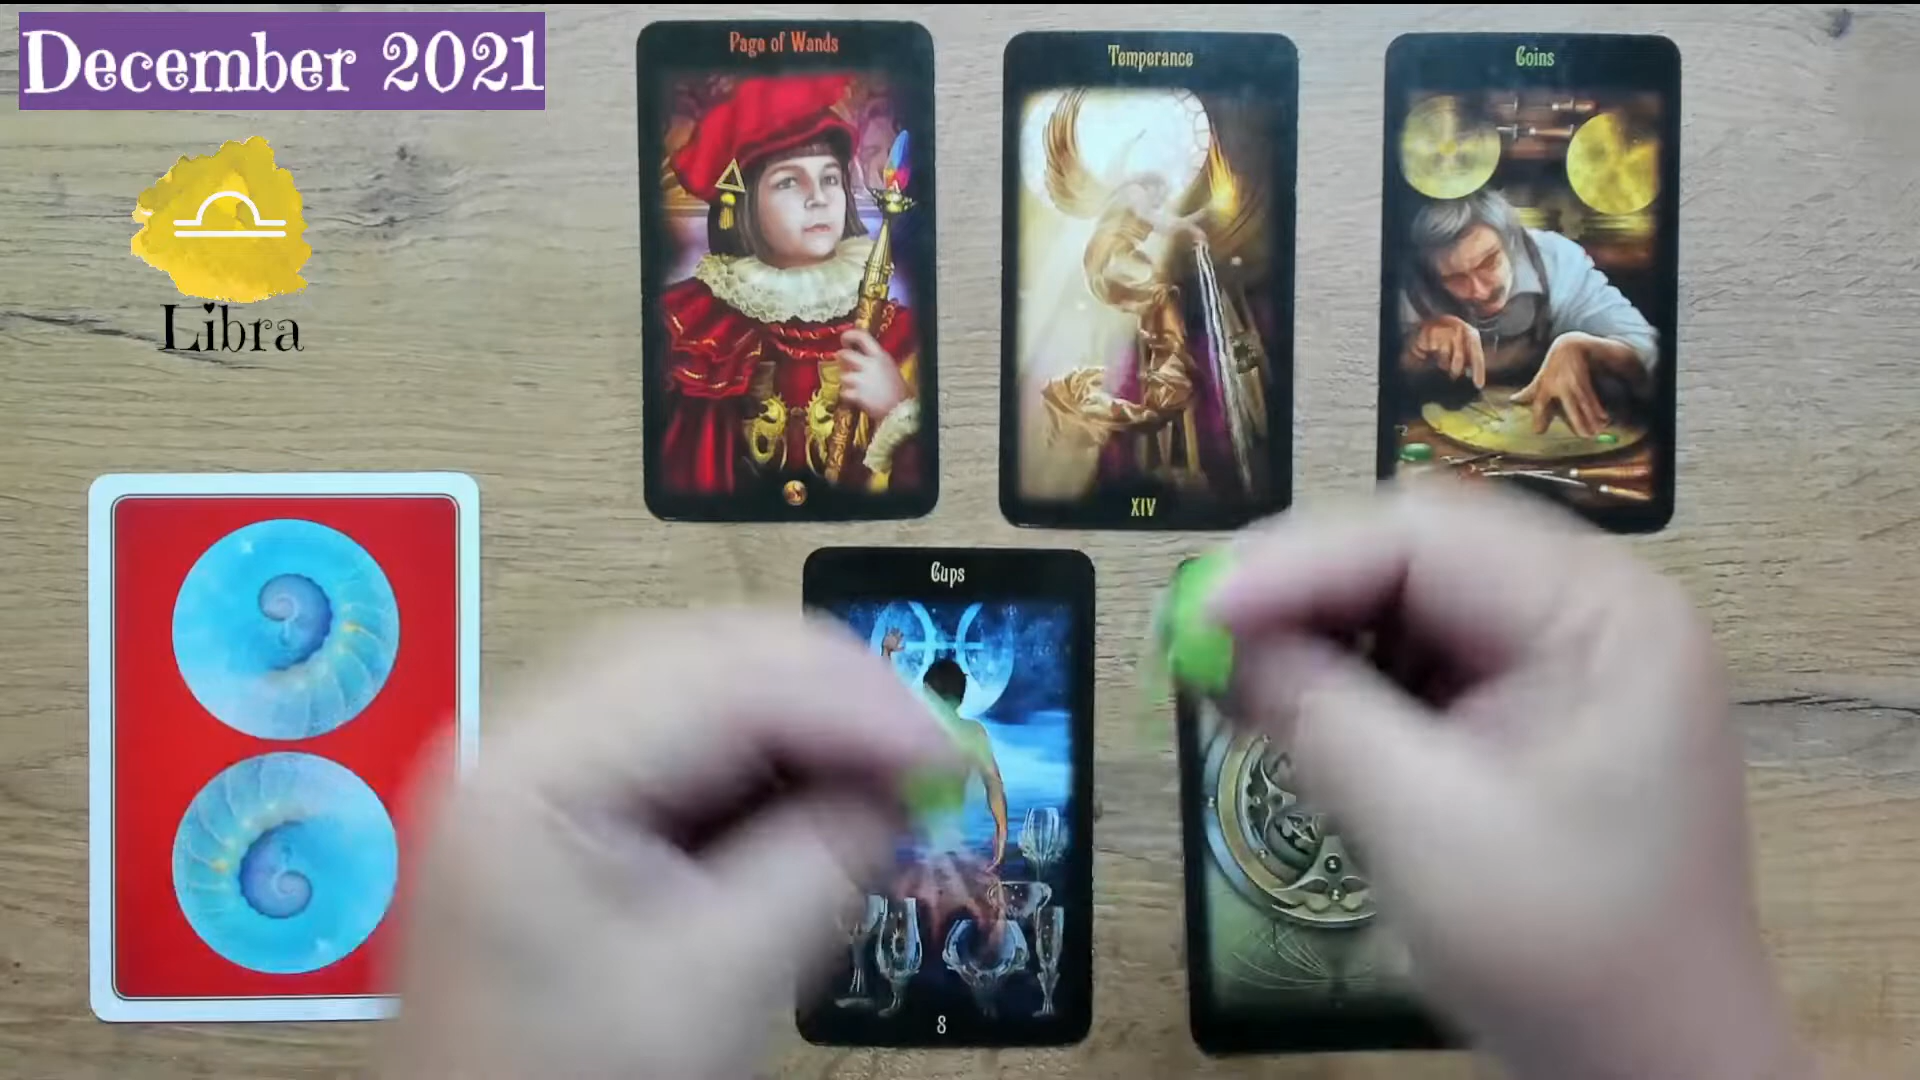 December 2021
Page of Wands
Temperance
Coins
Libra
XIV
Cups
8